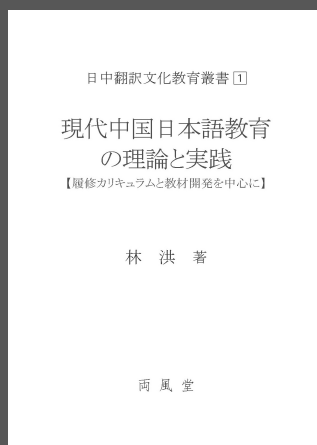 日中翻訳文化教育叢書 1
現代中国日本語教育
の理論と実践
【履修カリキュラムと教材開発を中心に】
林 洪 著
両風堂